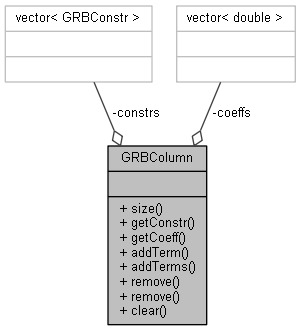 vector< GRBConstr >
vector< double >
-constrs
-coeffs
GRBColumn
+ size()
+ getConstr()
+ getCoeff()
+ addTerm()
+ addTerms()
+ remove()
+ remove()
+ clear()